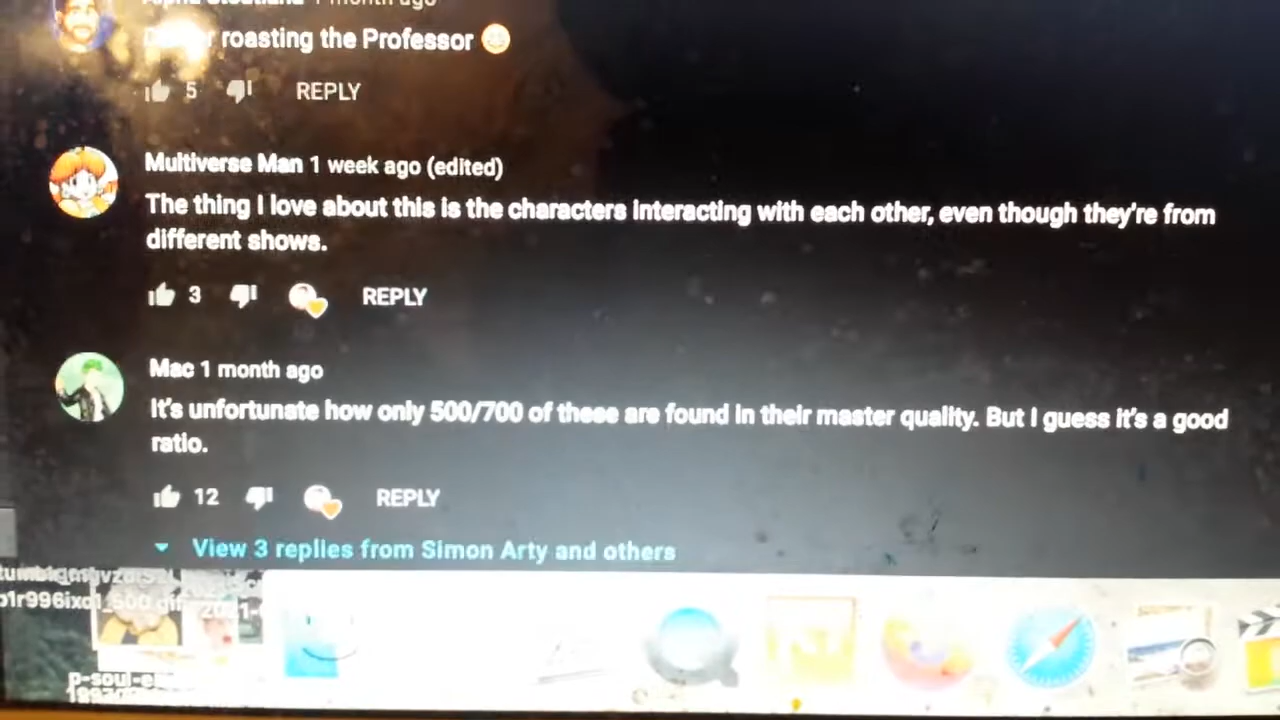 1 month ago
roasting the Professor
5 REPLY
Multiverse Man 1 week ago (edited)
The thing I love about this is the characters interacting with each other, even though they're from
different shows.
3 REPLY
Mac 1 month ago
It's unfortunate how only 500/700 of these are found in their master quality. But I guess it's a good
ratio.
12 REPLY
View 3 replies from Simon Arty and others